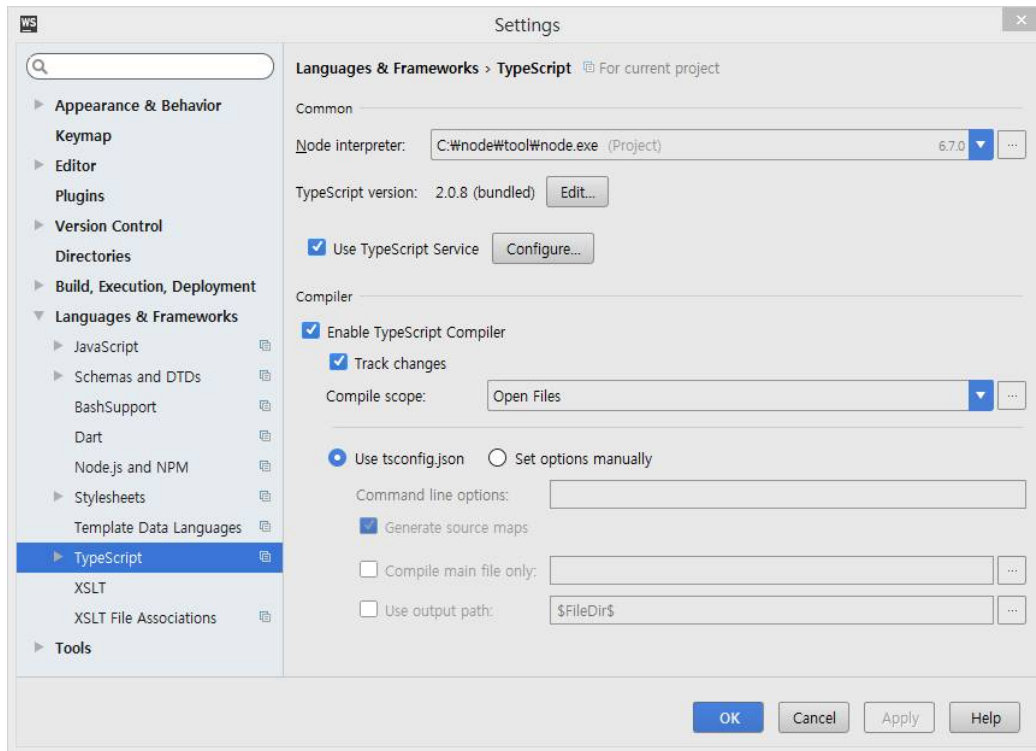 WS
Settings
Languages & Frameworks › TypeScript For current project
Appearance & Behavior
Keymap
Editor
Plugins
Version Control
Directories
Build, Execution, Deployment
Languages & Frameworks
JavaScript
Schemas and DTDs
BashSupport
Dart
Node.js and NPM
Stylesheets
Template Data Languages
TypeScript
XSLT
XSLT File Associations
Tools
Common
Node interpreter: C:₩node₩tool₩node.exe (Project) 6.7.0 ...
TypeScript version: 2.0.8 (bundled) Edit...
Use TypeScript Service Configure...
Compiler
Enable TypeScript Compiler
Track changes
Compile scope: Open Files ...
Use tsconfig.json Set options manually
Command line options:
Generate source maps
Compile main file only: ...
Use output path: $FileDir$ ...
OK Cancel Apply Help